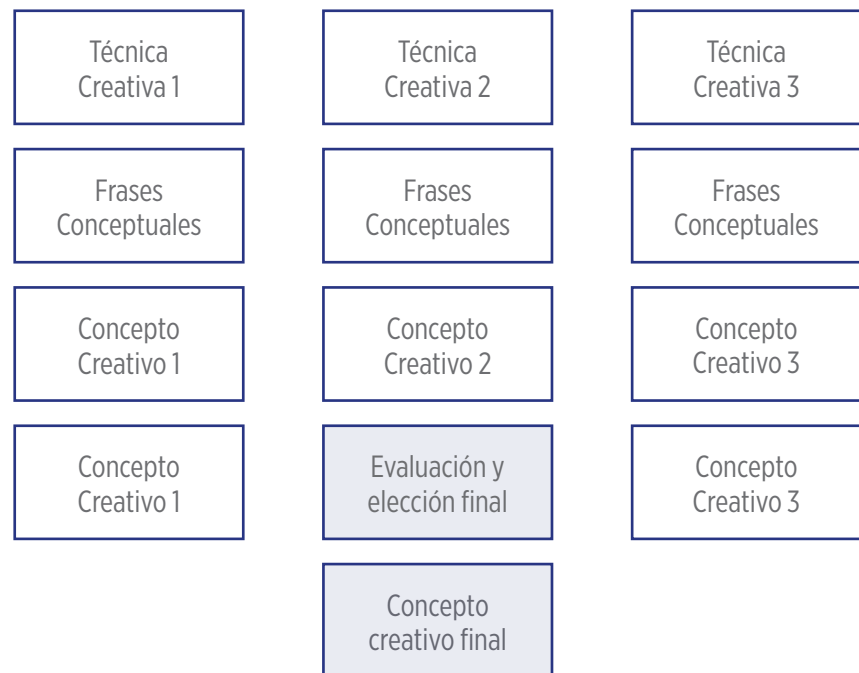 Técnica
Creativa 1
Técnica
Creativa 2
Técnica
Creativa 3
Frases
Conceptuales
Frases
Conceptuales
Frases
Conceptuales
Concepto
Creativo 1
Concepto
Creativo 2
Concepto
Creativo 3
Concepto
Creativo 1
Evaluación y
elección final
Concepto
Creativo 3
Concepto
creativo final